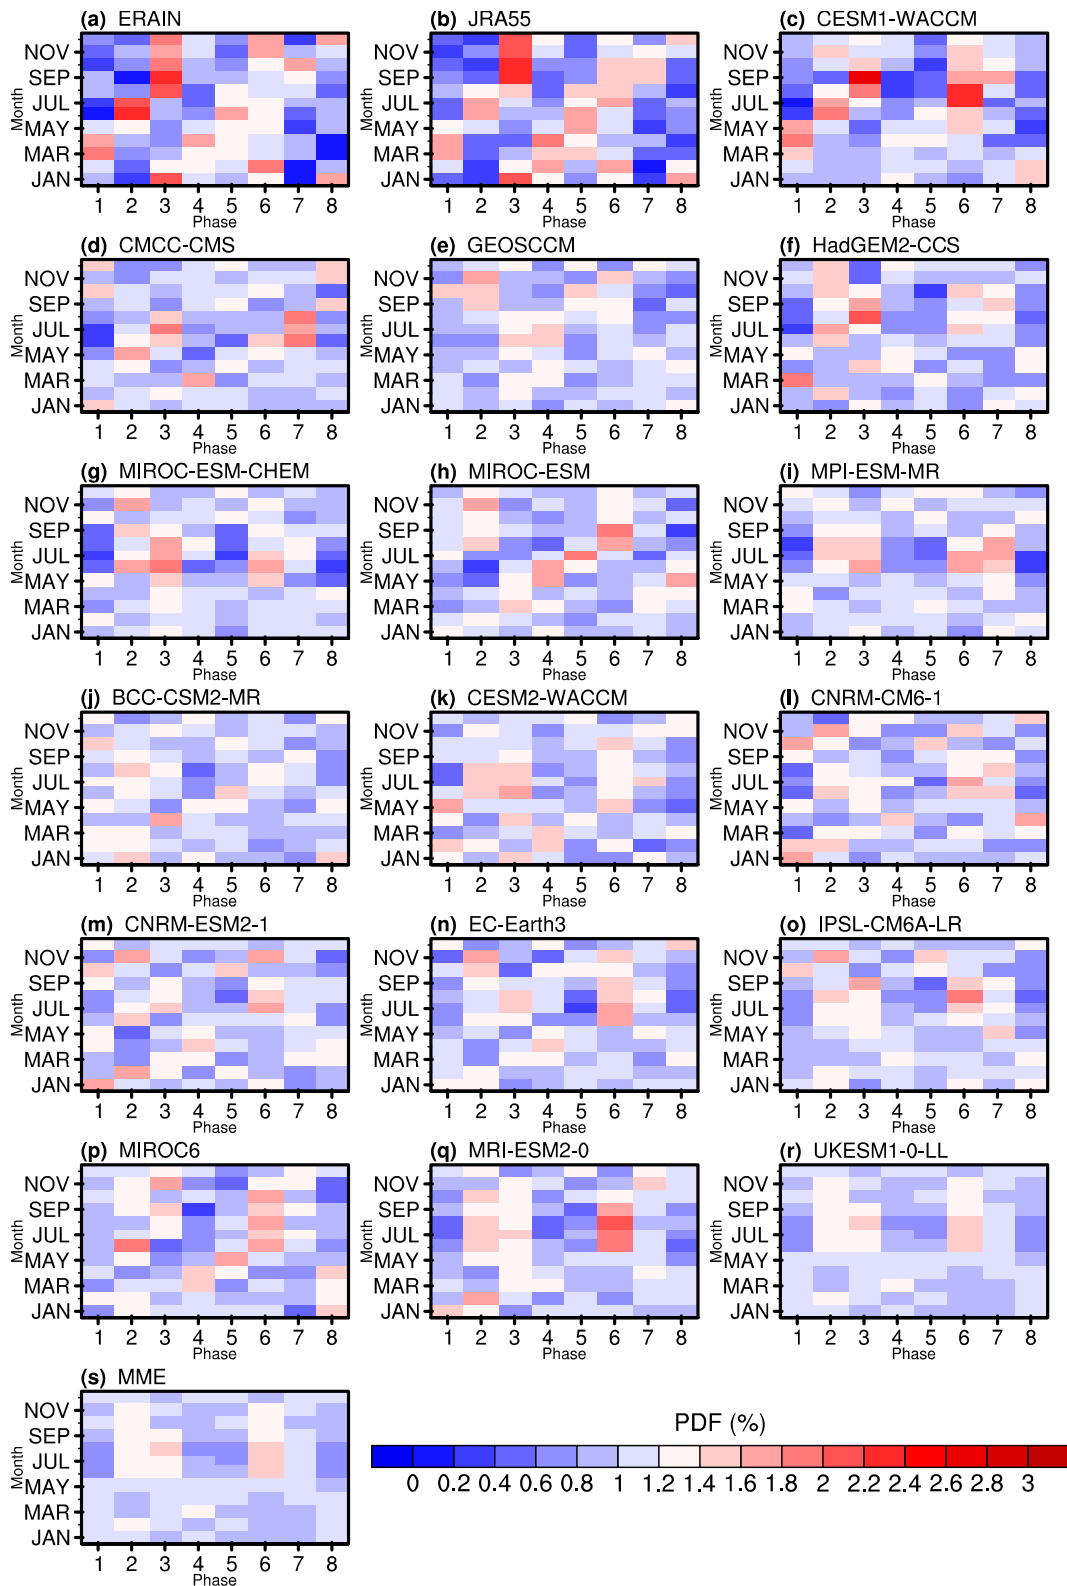 (a) ERAIN
(b) JRA55
(c) CESM1-WACCM
Month
NOV
SEP
JUL
MAY
MAR
JAN
NOV
SEP
JUL
MAY
MAR
JAN
NOV
SEP
JUL
MAY
MAR
JAN
1 2 3 4 5 6 7 8
1 2 3 4 5 6 7 8
1 2 3 4 5 6 7 8
Phase
Phase
Phase
Month
Month
(d) CMCC-CMS
(e) GEOSCCM
(f) HadGEM2-CCS
Month
NOV
SEP
JUL
MAY
MAR
JAN
Month
NOV
SEP
JUL
MAY
MAR
JAN
Month
NOV
SEP
JUL
MAY
MAR
JAN
1 2 3 4 5 6 7 8
1 2 3 4 5 6 7 8
1 2 3 4 5 6 7 8
Phase
Phase
Phase
(g) MIROC-ESM-CHEM
(h) MIROC-ESM
(i) MPI-ESM-MR
Month
NOV
SEP
JUL
MAY
MAR
JAN
Month
NOV
SEP
JUL
MAY
MAR
JAN
Month
NOV
SEP
JUL
MAY
MAR
JAN
1 2 3 4 5 6 7 8
1 2 3 4 5 6 7 8
1 2 3 4 5 6 7 8
Phase
Phase
Phase
(j) BCC-CSM2-MR
(k) CESM2-WACCM
(l) CNRM-CM6-1
Month
NOV
SEP
JUL
MAY
MAR
JAN
Month
NOV
SEP
JUL
MAY
MAR
JAN
Month
NOV
SEP
JUL
MAY
MAR
JAN
1 2 3 4 5 6 7 8
1 2 3 4 5 6 7 8
1 2 3 4 5 6 7 8
Phase
Phase
Phase
(m) CNRM-ESM2-1
(n) EC-Earth3
(o) IPSL-CM6A-LR
Month
NOV
SEP
JUL
MAY
MAR
JAN
Month
NOV
SEP
JUL
MAY
MAR
JAN
Month
NOV
SEP
JUL
MAY
MAR
JAN
1 2 3 4 5 6 7 8
1 2 3 4 5 6 7 8
1 2 3 4 5 6 7 8
Phase
Phase
Phase
(p) MIROC6
(q) MRI-ESM2-0
(r) UKESM1-0-LL
Month
NOV
SEP
JUL
MAY
MAR
JAN
Month
NOV
SEP
JUL
MAY
MAR
JAN
Month
NOV
SEP
JUL
MAY
MAR
JAN
1 2 3 4 5 6 7 8
1 2 3 4 5 6 7 8
1 2 3 4 5 6 7 8
Phase
Phase
Phase
(s) MME
Month
NOV
SEP
JUL
MAY
MAR
JAN
1 2 3 4 5 6 7 8
Phase
PDF (%)
0 0.2 0.4 0.6 0.8 1 1.2 1.4 1.6 1.8 2 2.2 2.4 2.6 2.8 3